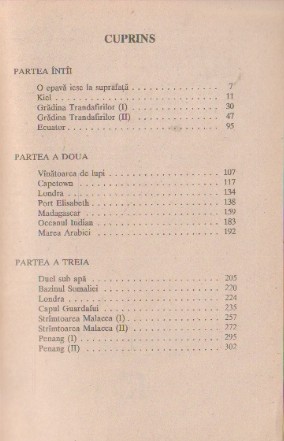 CUPRINS
PARTEA ÎNTÎI
O epavă iese la suprafaţă . . . . . . . 7
Kiel . . . . . . . . . . . . . . . . 11
Grădina Trandafirilor (I) . . . . . . . . 30
Grădina Trandafirilor (II) . . . . . . . . 47
Ecuator . . . . . . . . . . . . . . . 95
PARTEA A DOUA
Vînătoarea de lupi . . . . . . . . . . 107
Capetown . . . . . . . . . . . . . . 117
Londra . . . . . . . . . . . . . . . 134
Port Elisabeth . . . . . . . . . . . . 138
Madagascar . . . . . . . . . . . . . 159
Oceanul Indian . . . . . . . . . . . . 183
Marea Arabiei . . . . . . . . . . . . 192
PARTEA A TREIA
Duel sub apă . . . . . . . . . . . . . 205
Bazinul Somaliei . . . . . . . . . . . 220
Londra . . . . . . . . . . . . . . . 224
Capul Guardafui . . . . . . . . . . . 235
Strîmtoarea Malacca (I) . . . . . . . . . 257
Strîmtoarea Malacca (II) . . . . . . . . 272
Penang (I) . . . . . . . . . . . . . . 295
Penang (II) . . . . . . . . . . . . . 302